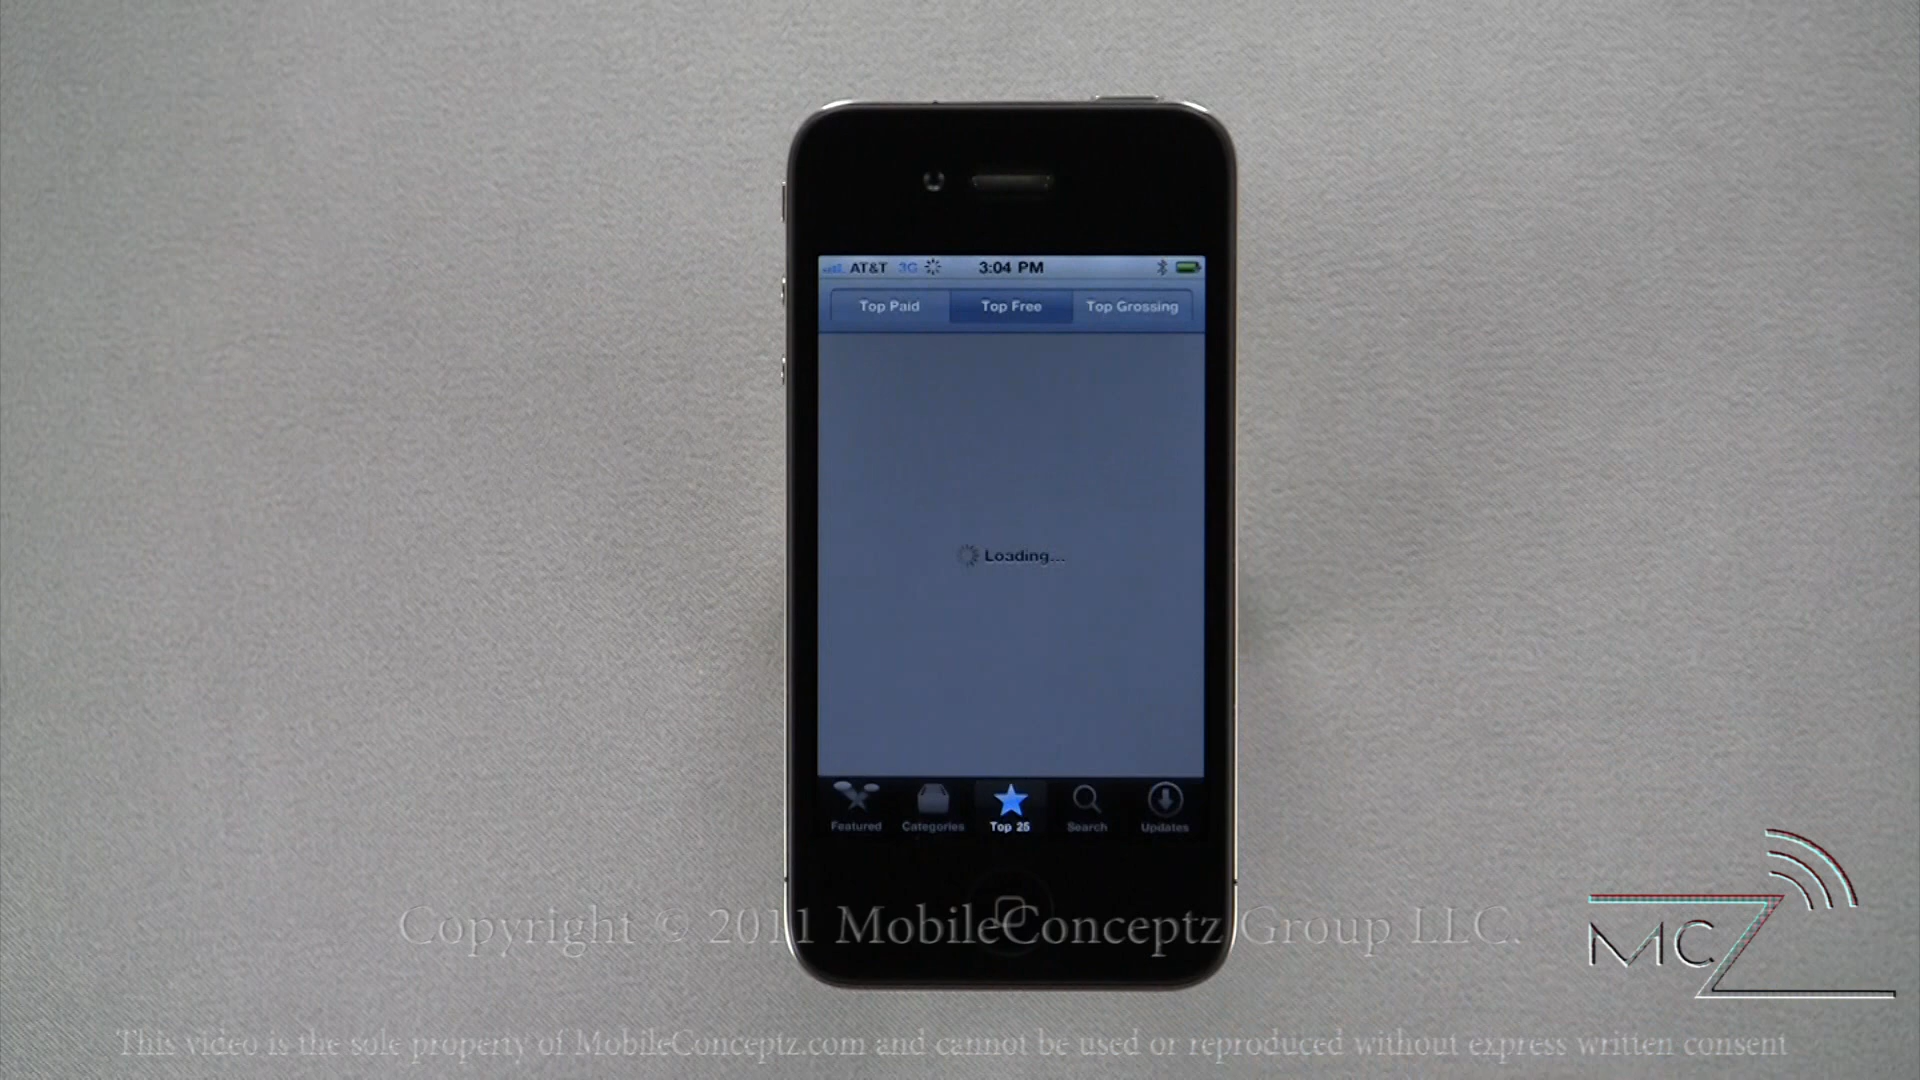 AT&T 3G 3:04 PM
Top Paid Top Free Top Grossing
Loading...
Featured Categories Top 25 Search Updates
MCZ
Copyright © 2011 MobileConceptz Group LLC.
This video is the sole property of MobileConceptz.com and cannot be used or reproduced without express written consent